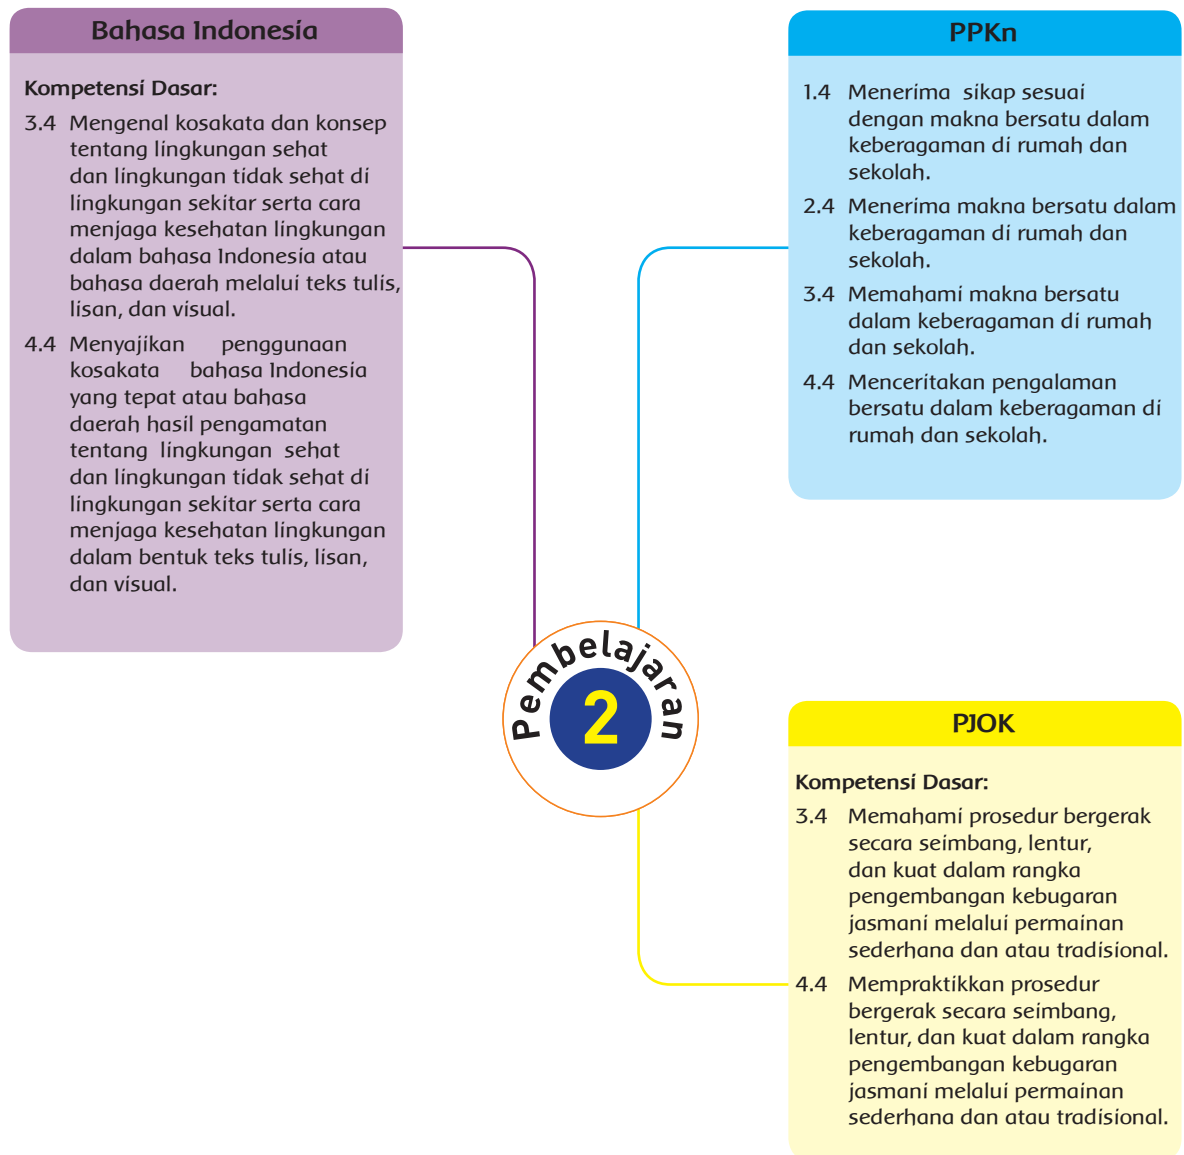 Bahasa Indonesia
Kompetensi Dasar:
3.4 Mengenal kosakata dan konsep
tentang lingkungan sehat
dan lingkungan tidak sehat di
lingkungan sekitar serta cara
menjaga kesehatan lingkungan
dalam bahasa Indonesia atau
bahasa daerah melalui teks tulis,
lisan, dan visual.
4.4 Menyajikan penggunaan
kosakata bahasa Indonesia
yang tepat atau bahasa
daerah hasil pengamatan
tentang lingkungan sehat
dan lingkungan tidak sehat di
lingkungan sekitar serta cara
menjaga kesehatan lingkungan
dalam bentuk teks tulis, lisan,
dan visual.
PPKn
1.4 Menerima sikap sesuai
dengan makna bersatu dalam
keberagaman di rumah dan
sekolah.
2.4 Menerima makna bersatu dalam
keberagaman di rumah dan
sekolah.
3.4 Memahami makna bersatu
dalam keberagaman di rumah
dan sekolah.
4.4 Menceritakan pengalaman
bersatu dalam keberagaman di
rumah dan sekolah.
Pembelajaran
2
PJOK
Kompetensi Dasar:
3.4 Memahami prosedur bergerak
secara seimbang, lentur,
dan kuat dalam rangka
pengembangan kebugaran
jasmani melalui permainan
sederhana dan atau tradisional.
4.4 Mempraktikkan prosedur
bergerak secara seimbang,
lentur, dan kuat dalam rangka
pengembangan kebugaran
jasmani melalui permainan
sederhana dan atau tradisional.